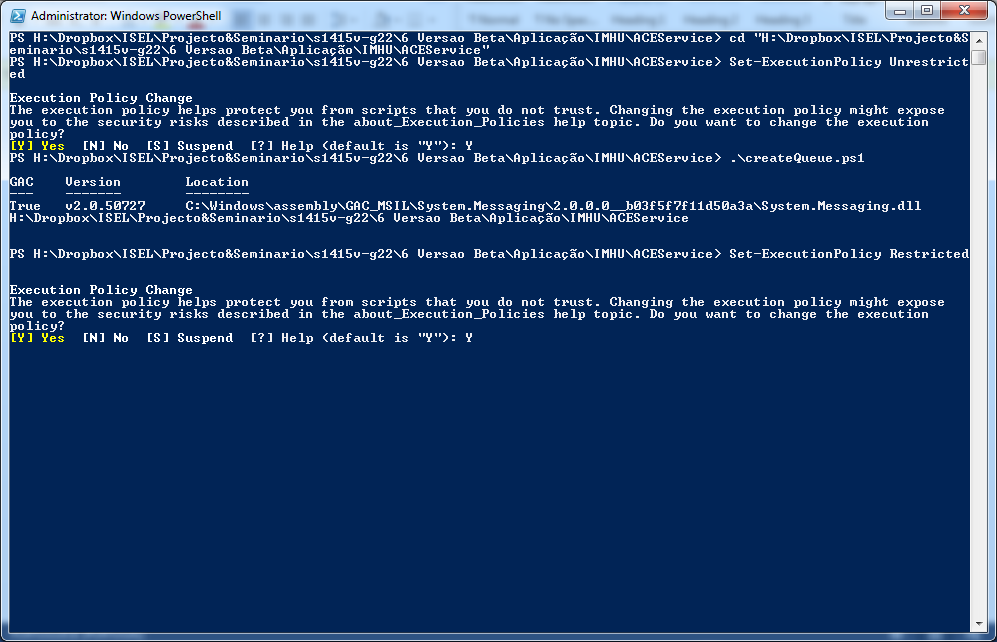 Administrator: Windows PowerShell
PS H:\Dropbox\ISEL\Projecto&Seminario\s1415v-g22\6 Versao Beta\Aplicação\IMHU\ACEService> cd "H:\Dropbox\ISEL\Projecto&S
eminario\s1415v-g22\6 Versao Beta\Aplicação\IMHU\ACEService"
PS H:\Dropbox\ISEL\Projecto&Seminario\s1415v-g22\6 Versao Beta\Aplicação\IMHU\ACEService> Set-ExecutionPolicy Unrestrict
ed
Execution Policy Change
The execution policy helps protect you from scripts that you do not trust. Changing the execution policy might expose
you to the security risks described in the about_Execution_Policies help topic. Do you want to change the execution
policy?
[Y] Yes  [N] No  [S] Suspend  [?] Help (default is "Y"): Y
PS H:\Dropbox\ISEL\Projecto&Seminario\s1415v-g22\6 Versao Beta\Aplicação\IMHU\ACEService> .\createQueue.ps1
GAC    Version        Location
---    -------        --------
True   v2.0.50727     C:\Windows\assembly\GAC_MSIL\System.Messaging\2.0.0.0__b03f5f7f11d50a3a\System.Messaging.dll
H:\Dropbox\ISEL\Projecto&Seminario\s1415v-g22\6 Versao Beta\Aplicação\IMHU\ACEService
PS H:\Dropbox\ISEL\Projecto&Seminario\s1415v-g22\6 Versao Beta\Aplicação\IMHU\ACEService> Set-ExecutionPolicy Restricted
Execution Policy Change
The execution policy helps protect you from scripts that you do not trust. Changing the execution policy might expose
you to the security risks described in the about_Execution_Policies help topic. Do you want to change the execution
policy?
[Y] Yes  [N] No  [S] Suspend  [?] Help (default is "Y"): Y